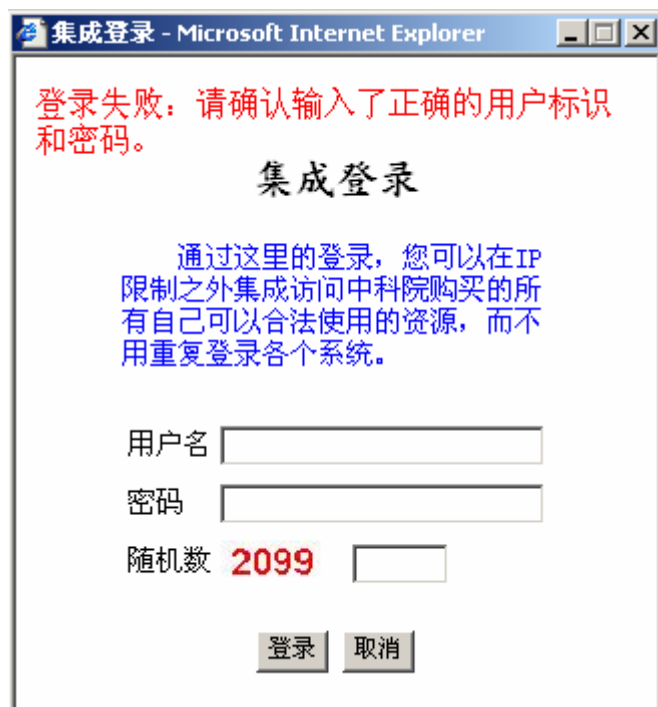 集成登录 - Microsoft Internet Explorer
登录失败：请确认输入了正确的用户标识
和密码。
集成登录
通过这里的登录，您可以在IP
限制之外集成访问中科院购买的所
有自己可以合法使用的资源，而不
用重复登录各个系统。
用户名
密码
随机数 2099
登录 取消